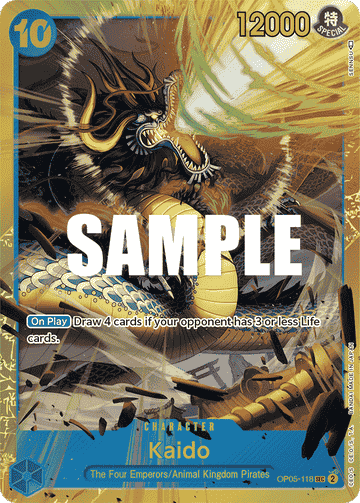 10
12000
特
SPECIAL
SAMPLE
On Play Draw 4 cards if your opponent has 3 or less Life
cards.
CHARACTER
Kaido
The Four Emperors/Animal Kingdom Pirates
OP05-118 SEC 2